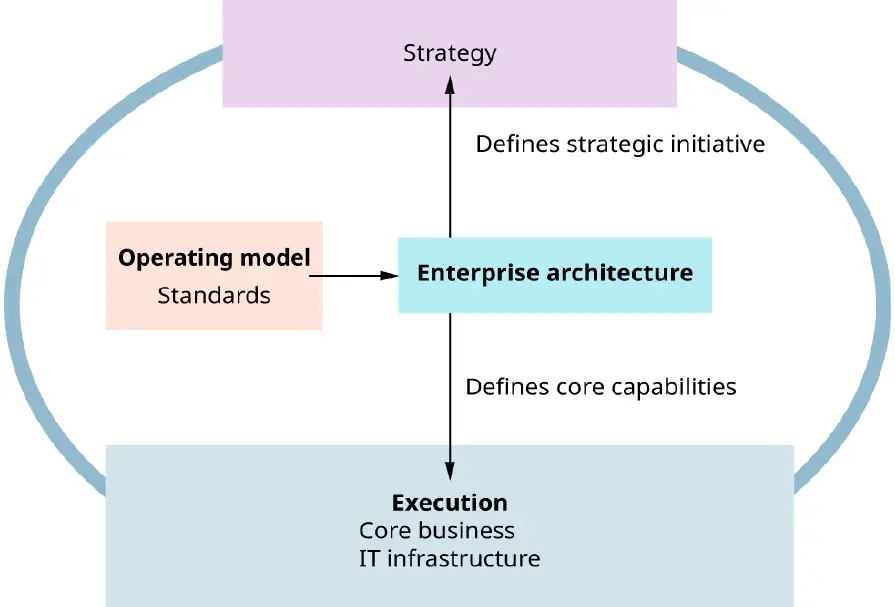 Strategy
Defines strategic initiative
Operating model
Standards
Enterprise architecture
Defines core capabilities
Execution
Core business
IT infrastructure